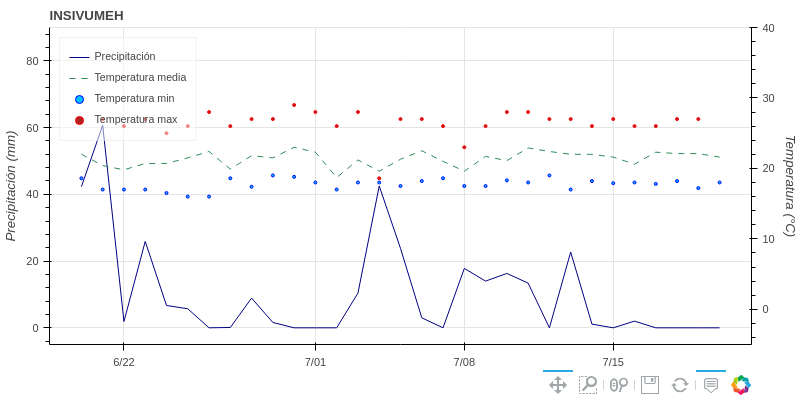 INSIVUMEH
Precipitación
Temperatura media
Temperatura min
Temperatura max
Precipitación (mm)
80
60
40
20
0
Temperatura (°C)
40
30
20
10
0
6/22
7/01
7/08
7/15